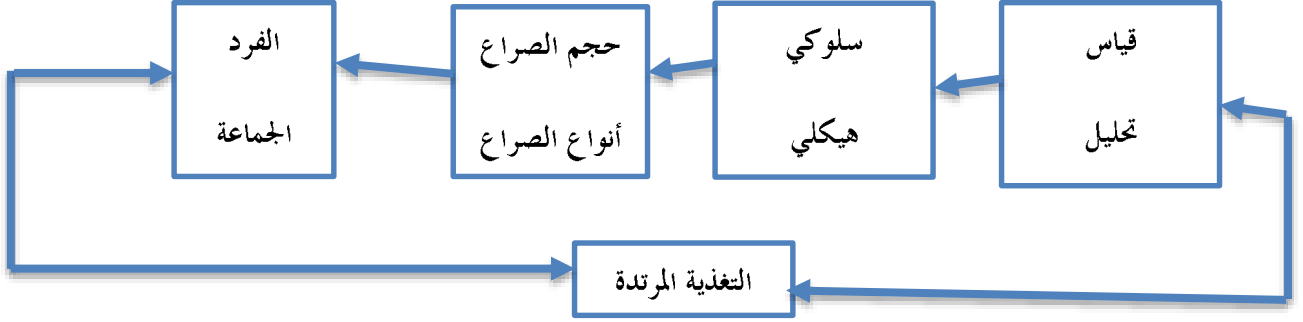 قياس
تحليل
سلوكي
هيكلي
حجم الصراع
أنواع الصراع
الفرد
الجماعة
التغذية المرتدة